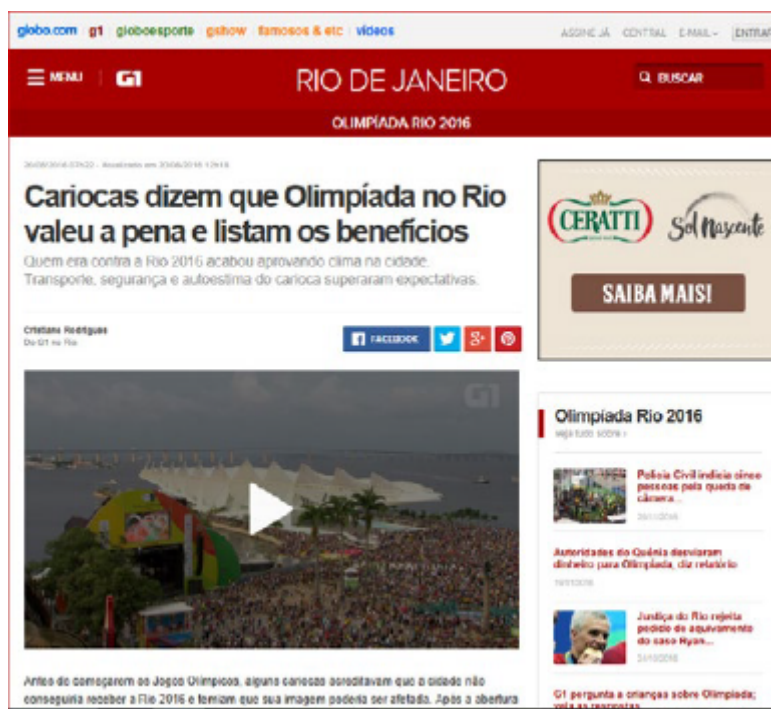 globo.com g1 globoesporte gshow famosos & etc vídeos
ASSINE JÁ CENTRAL E-MAIL ENTRAR
MENU G1 RIO DE JANEIRO BUSCAR
OLIMPÍADA RIO 2016
Cariocas dizem que Olimpíada no Rio
valeu a pena e listam os benefícios
Quem era contra a Rio 2016 acabou aprovando clima na cidade.
Transporte, segurança e autoestima do carioca superaram expectativas.
Cristiane Rodrigues
Do G1 no Rio
FACEBOOK
G1
Antes de começarem os Jogos Olímpicos, alguns cariocas acreditavam que a cidade não
conseguiria receber a Rio 2016 e temiam que sua imagem poderia ser afetada. Após a abertura
CERATTI
Sol Nascente
SAIBA MAIS!
Olimpíada Rio 2016
veja tudo sobre ›
Polícia Civil indicia cinco
pessoas pela queda de
câmera...
Autoridades do Quênia desviaram
dinheiro para Olimpíada, diz relatório
Justiça do Rio rejeita
pedido de arquivamento
do caso Ryan...
G1 pergunta a crianças sobre Olimpíada;
veja as respostas